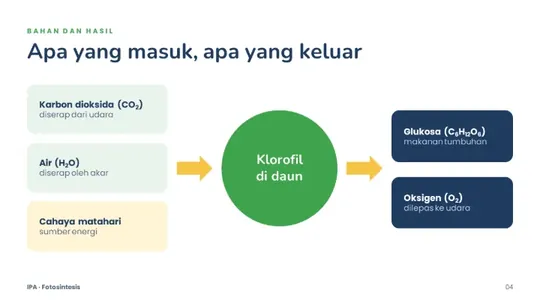 BAHAN DAN HASIL
Apa yang masuk, apa yang keluar
Karbon dioksida (CO₂)
diserap dari udara
Air (H₂O)
diserap oleh akar
Cahaya matahari
sumber energi
Klorofil
di daun
Glukosa (C₆H₁₂O₆)
makanan tumbuhan
Oksigen (O₂)
dilepas ke udara
IPA · Fotosintesis
04